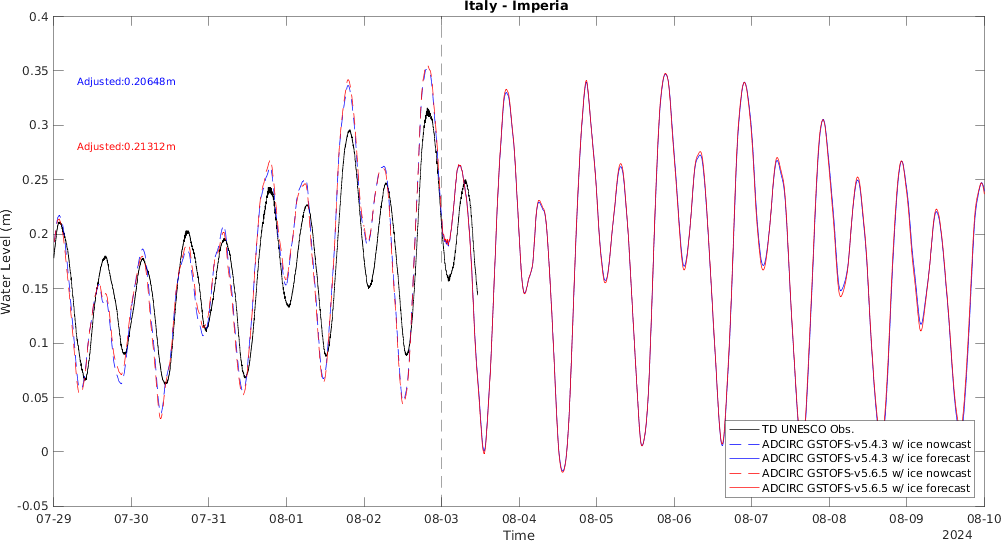 Italy - Imperia
Water Level (m)
0.4
0.35
0.3
0.25
0.2
0.15
0.1
0.05
0
-0.05
Adjusted:0.20648m
Adjusted:0.21312m
TD UNESCO Obs.
ADCIRC GSTOFS-v5.4.3 w/ ice nowcast
ADCIRC GSTOFS-v5.4.3 w/ ice forecast
ADCIRC GSTOFS-v5.6.5 w/ ice nowcast
ADCIRC GSTOFS-v5.6.5 w/ ice forecast
07-29 07-30 07-31 08-01 08-02 08-03 08-04 08-05 08-06 08-07 08-08 08-09 08-10
Time
2024